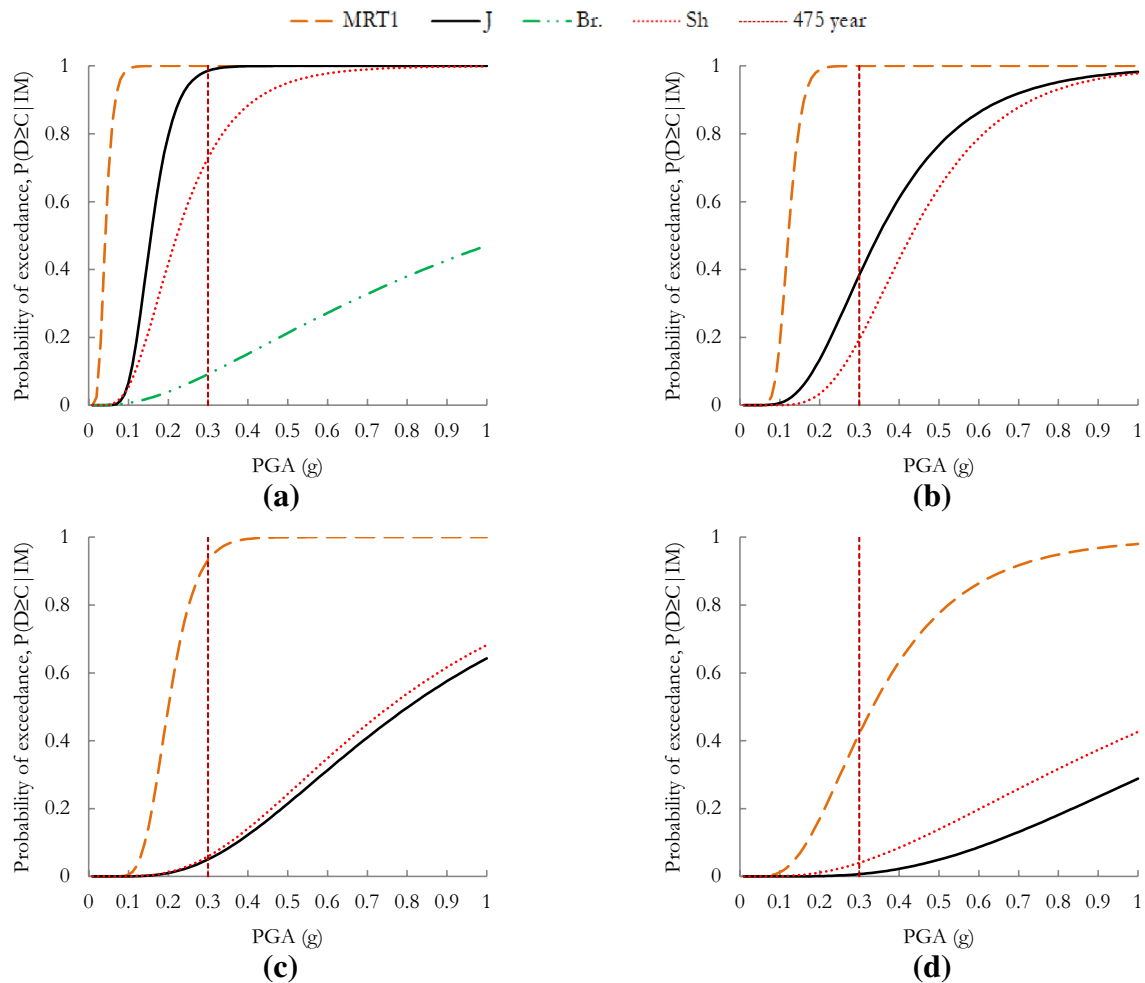 MRT1 J Br. Sh 475 year
Probability of exceedance, P(D≥C|IM)
1
0.8
0.6
0.4
0.2
0
0 0.1 0.2 0.3 0.4 0.5 0.6 0.7 0.8 0.9 1
PGA (g)
(a)
Probability of exceedance, P(D≥C|IM)
1
0.8
0.6
0.4
0.2
0
0 0.1 0.2 0.3 0.4 0.5 0.6 0.7 0.8 0.9 1
PGA (g)
(b)
Probability of exceedance, P(D≥C|IM)
1
0.8
0.6
0.4
0.2
0
0 0.1 0.2 0.3 0.4 0.5 0.6 0.7 0.8 0.9 1
PGA (g)
(c)
Probability of exceedance, P(D≥C|IM)
1
0.8
0.6
0.4
0.2
0
0 0.1 0.2 0.3 0.4 0.5 0.6 0.7 0.8 0.9 1
PGA (g)
(d)